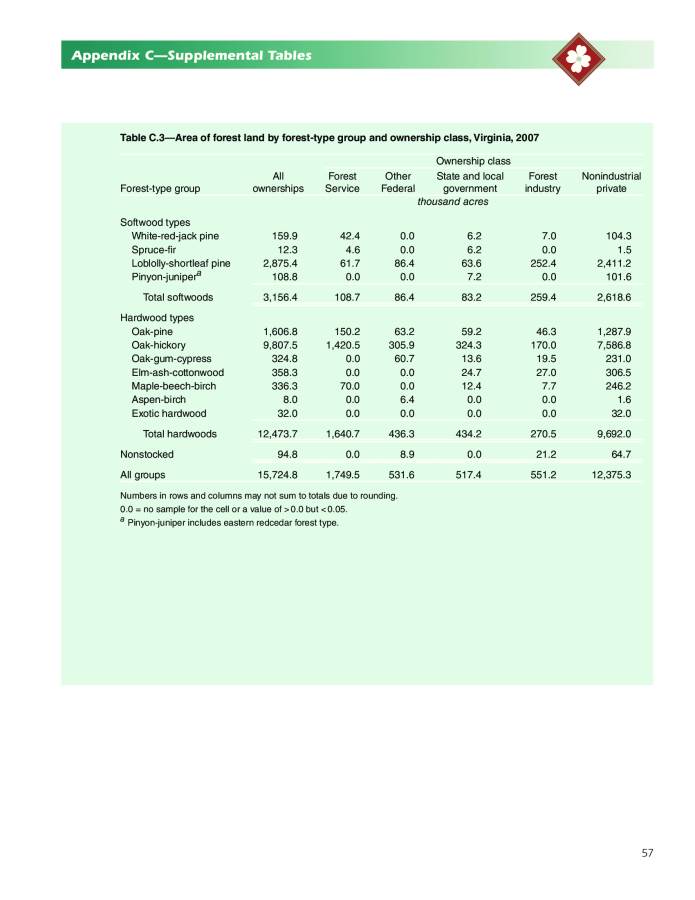 Appendix C—Supplemental Tables
Table C.3—Area of forest land by forest-type group and ownership class, Virginia, 2007
Ownership class
All Forest Other State and local Forest Nonindustrial
Forest-type group ownerships Service Federal government industry private
thousand acres
Softwood types
White-red-jack pine 159.9 42.4 0.0 6.2 7.0 104.3
Spruce-fir 12.3 4.6 0.0 6.2 0.0 1.5
Loblolly-shortleaf pine 2,875.4 61.7 86.4 63.6 252.4 2,411.2
Pinyon-juniper a 108.8 0.0 0.0 7.2 0.0 101.6
Total softwoods 3,156.4 108.7 86.4 83.2 259.4 2,618.6
Hardwood types
Oak-pine 1,606.8 150.2 63.2 59.2 46.3 1,287.9
Oak-hickory 9,807.5 1,420.5 305.9 324.3 170.0 7,586.8
Oak-gum-cypress 324.8 0.0 60.7 13.6 19.5 231.0
Elm-ash-cottonwood 358.3 0.0 0.0 24.7 27.0 306.5
Maple-beech-birch 336.3 70.0 0.0 12.4 7.7 246.2
Aspen-birch 8.0 0.0 6.4 0.0 0.0 1.6
Exotic hardwood 32.0 0.0 0.0 0.0 0.0 32.0
Total hardwoods 12,473.7 1,640.7 436.3 434.2 270.5 9,692.0
Nonstocked 94.8 0.0 8.9 0.0 21.2 64.7
All groups 15,724.8 1,749.5 531.6 517.4 551.2 12,375.3
Numbers in rows and columns may not sum to totals due to rounding.
0.0 = no sample for the cell or a value of >0.0 but <0.05.
a Pinyon-juniper includes eastern redcedar forest type.
57